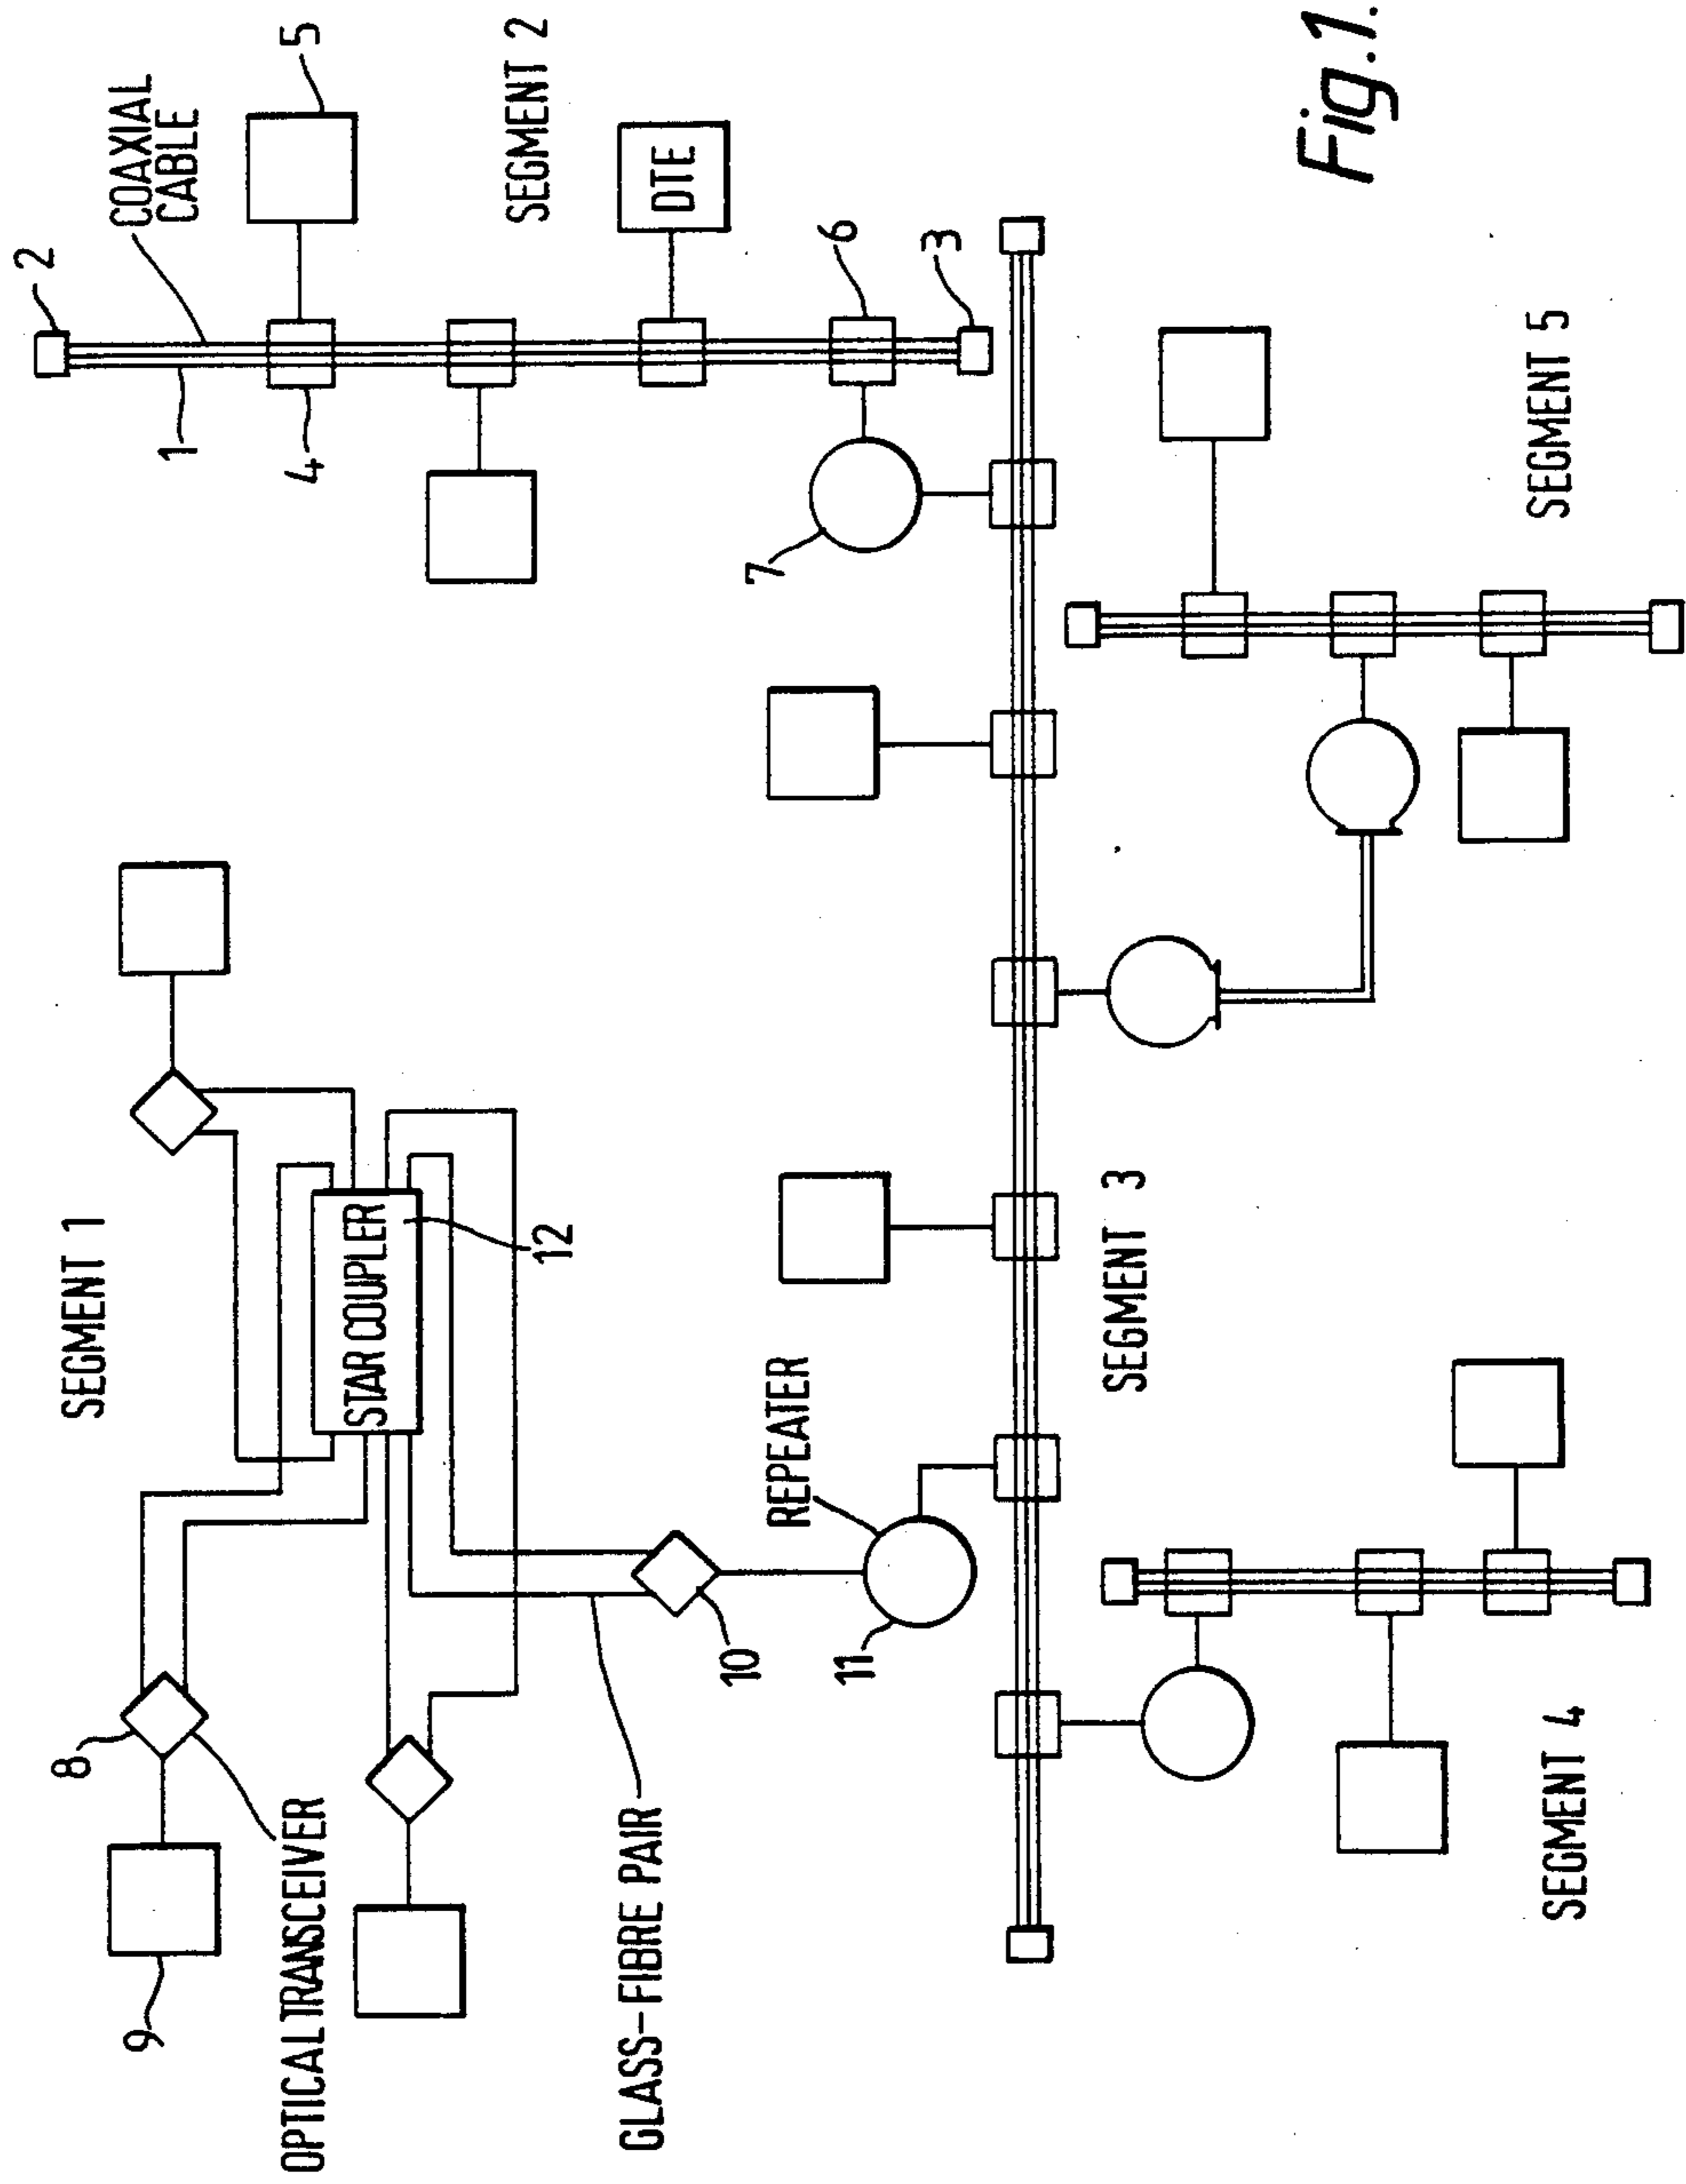 2
8
SEGMENT 1
COAXIAL
CABLE
9
1
OPTICAL TRANSCEIVER
4
5
STAR COUPLER
12
SEGMENT 2
GLASS-FIBRE PAIR
DTE
10
7
REPEATER
6
11
3
SEGMENT 3
Fig.1.
SEGMENT 4
SEGMENT 5